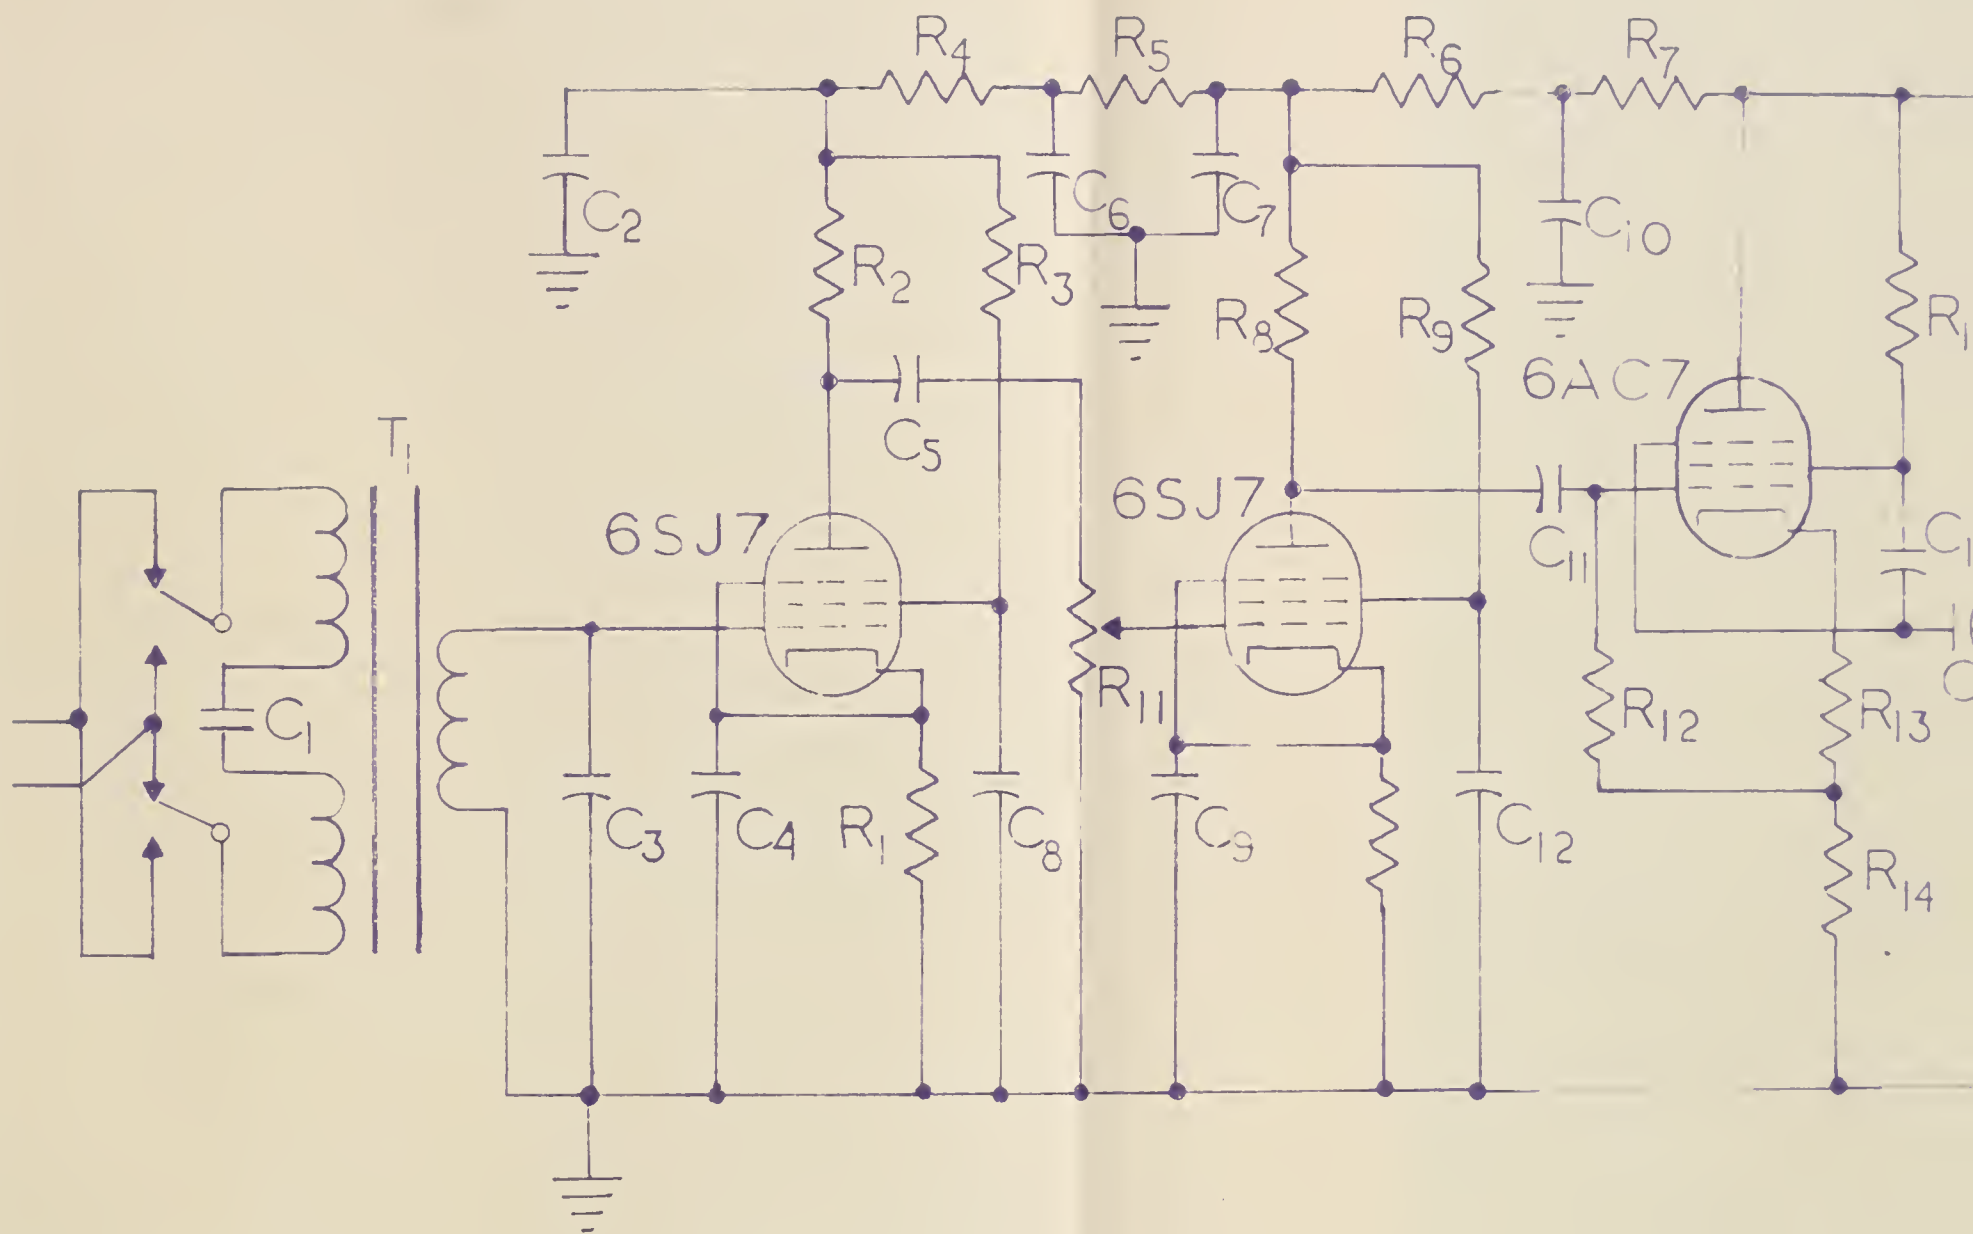 R4 R5 R6 R7
C2 C6 C7 C10
R2 R3 R8 R9
6AC7
T1
C5
6SJ7 6SJ7
C11
C1 R11 R12 R13
C3 C4 R1 C8 C9 C12
R14